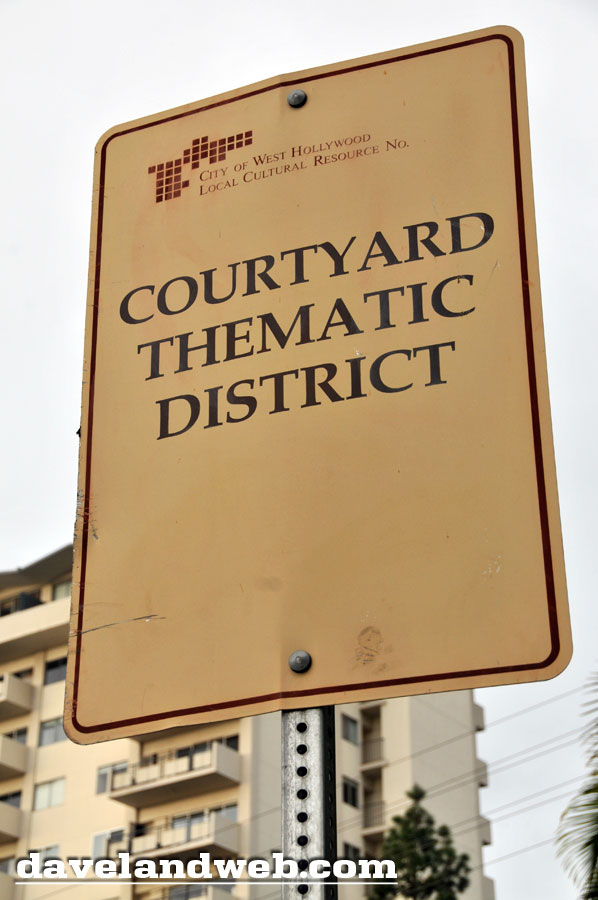 City of West Hollywood
Local Cultural Resource No.
COURTYARD
THEMATIC
DISTRICT
davelandweb.com